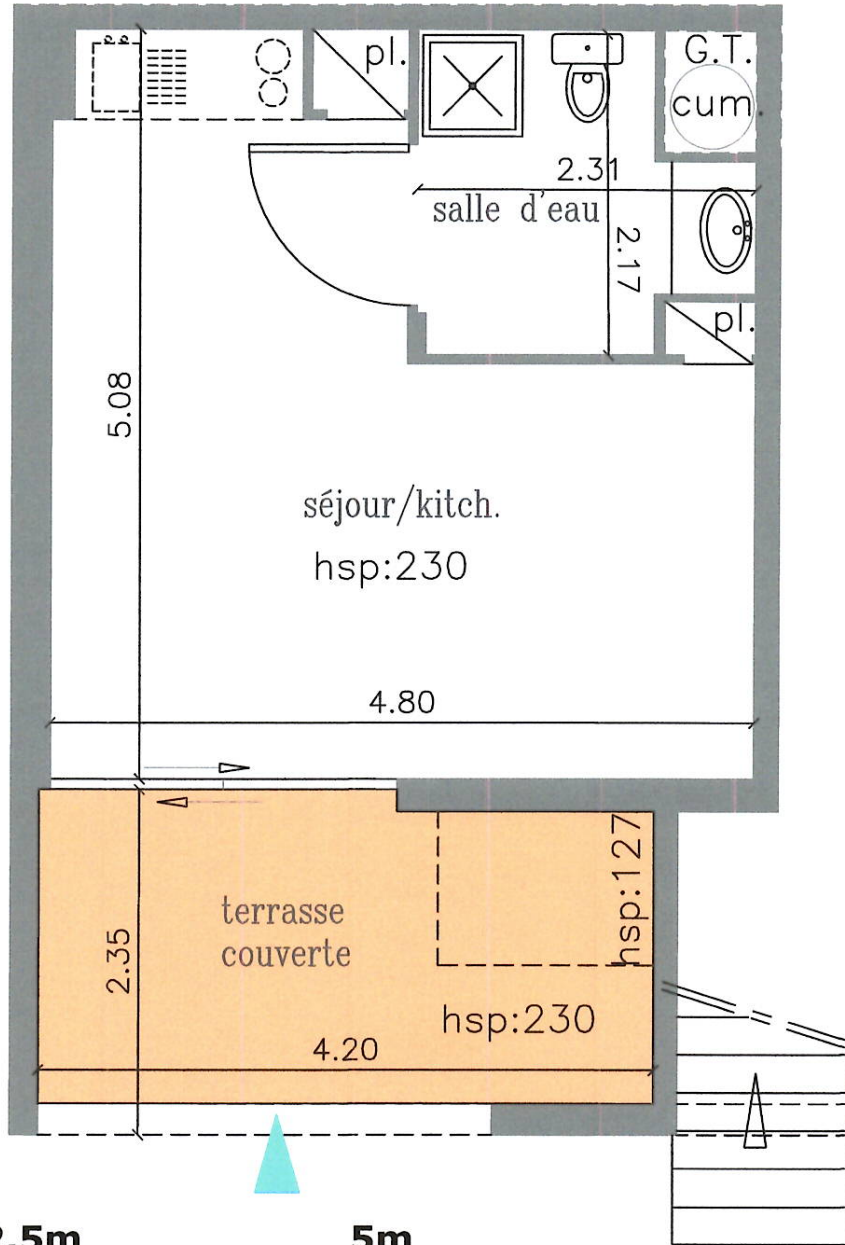 pl.
G.T.
cum.
2.31
salle d'eau
2.17
pl.
5.08
séjour/kitch.
hsp:230
4.80
hsp:127
terrasse
couverte
2.35
hsp:230
4.20
2.5m
5m